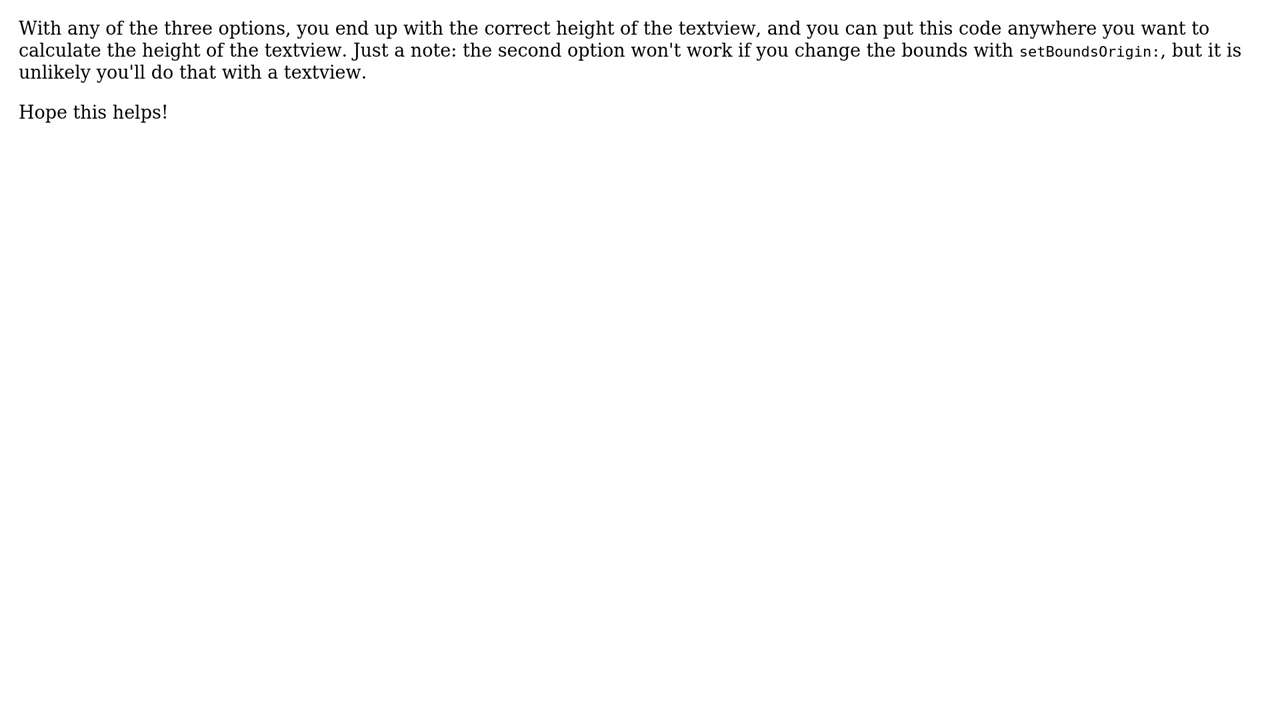 With any of the three options, you end up with the correct height of the textview, and you can put this code anywhere you want to
calculate the height of the textview. Just a note: the second option won't work if you change the bounds with setBoundsOrigin:, but it is
unlikely you'll do that with a textview.
Hope this helps!